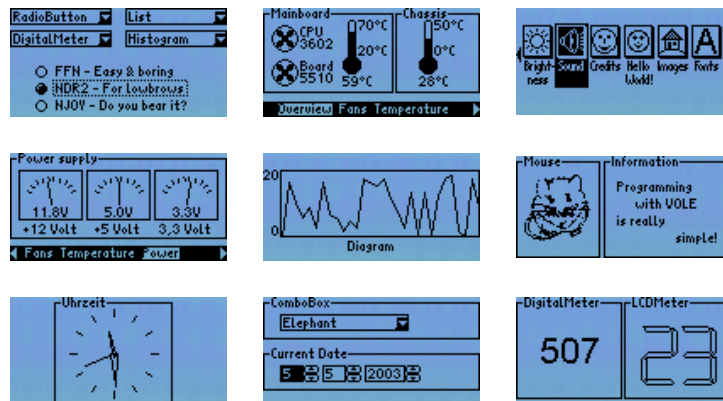 RadioButton List
DigitalMeter Histogram
FFN - Easy & boring
NDR2 - For lowbrows
NJOY - Do you bear it?
Mainboard
CPU
3602
Board
5510
70°C
20°C
59°C
Chassis
50°C
0°C
28°C
Overview Fans Temperature
Bright-
ness
Sound
Credits
Hello
World!
Images
Fonts
Power supply
11.8V 5.0V 3.3V
+12 Volt +5 Volt 3,3 Volt
Fans Temperature Power
20
0
Diagram
Mouse
Information
Programming
with VOLE
is really
simple!
Uhrzeit
ComboBox
Elephant
Current Date
5 5 2003
DigitalMeter
507
LCDMeter
23